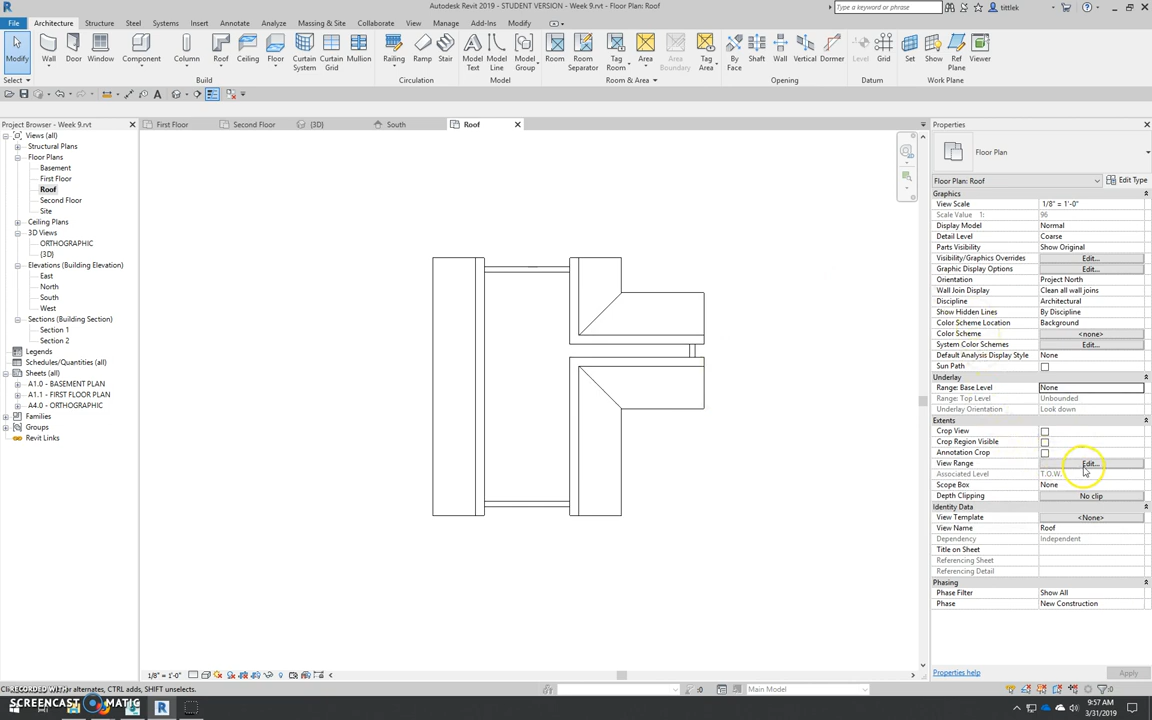 Autodesk Revit 2019 - STUDENT VERSION - Week 9.rvt - Floor Plan: Roof
Type a keyword or phrase
tittlek
File Architecture Structure Steel Systems Insert Annotate Analyze Massing & Site Collaborate View Manage Add-Ins Modify
Modify Wall Door Window Component Column Roof Ceiling Floor Curtain System Curtain Grid Mullion Railing Ramp Stair Model Text Model Line Model Group Room Room Separator Tag Room Area Area Boundary Tag Area By Face Shaft Wall Vertical Dormer Level Grid Set Show Ref Plane Viewer
Select Build Circulation Model Room & Area Opening Datum Work Plane
Project Browser - Week 9.rvt
First Floor
Second Floor
{3D}
South
Roof
Properties
Views (all)
Structural Plans
Floor Plans
Basement
First Floor
Roof
Second Floor
Site
Ceiling Plans
3D Views
ORTHOGRAPHIC
{3D}
Elevations (Building Elevation)
East
North
South
West
Sections (Building Section)
Section 1
Section 2
Legends
Schedules/Quantities (all)
Sheets (all)
A1.0 - BASEMENT PLAN
A1.1 - FIRST FLOOR PLAN
A4.0 - ORTHOGRAPHIC
Families
Groups
Revit Links
Floor Plan
Floor Plan: Roof Edit Type
Graphics
View Scale 1/8" = 1'-0"
Scale Value 1: 96
Display Model Normal
Detail Level Coarse
Parts Visibility Show Original
Visibility/Graphics Overrides Edit...
Graphic Display Options Edit...
Orientation Project North
Wall Join Display Clean all wall joins
Discipline Architectural
Show Hidden Lines By Discipline
Color Scheme Location Background
Color Scheme <none>
System Color Schemes Edit...
Default Analysis Display Style None
Sun Path
Underlay
Range: Base Level None
Range: Top Level Unbounded
Underlay Orientation Look down
Extents
Crop View
Crop Region Visible
Annotation Crop
View Range Edit...
Associated Level T.O.W.
Scope Box None
Depth Clipping No clip
Identity Data
View Template <None>
View Name Roof
Dependency Independent
Title on Sheet
Referencing Sheet
Referencing Detail
Phasing
Phase Filter Show All
Phase New Construction
Properties help Apply
1/8" = 1'-0"
alternates, CTRL adds, SHIFT unselects.
:0
Main Model
:0
RECORDED WITH
SCREENCAST MATIC
9:57 AM
3/31/2019